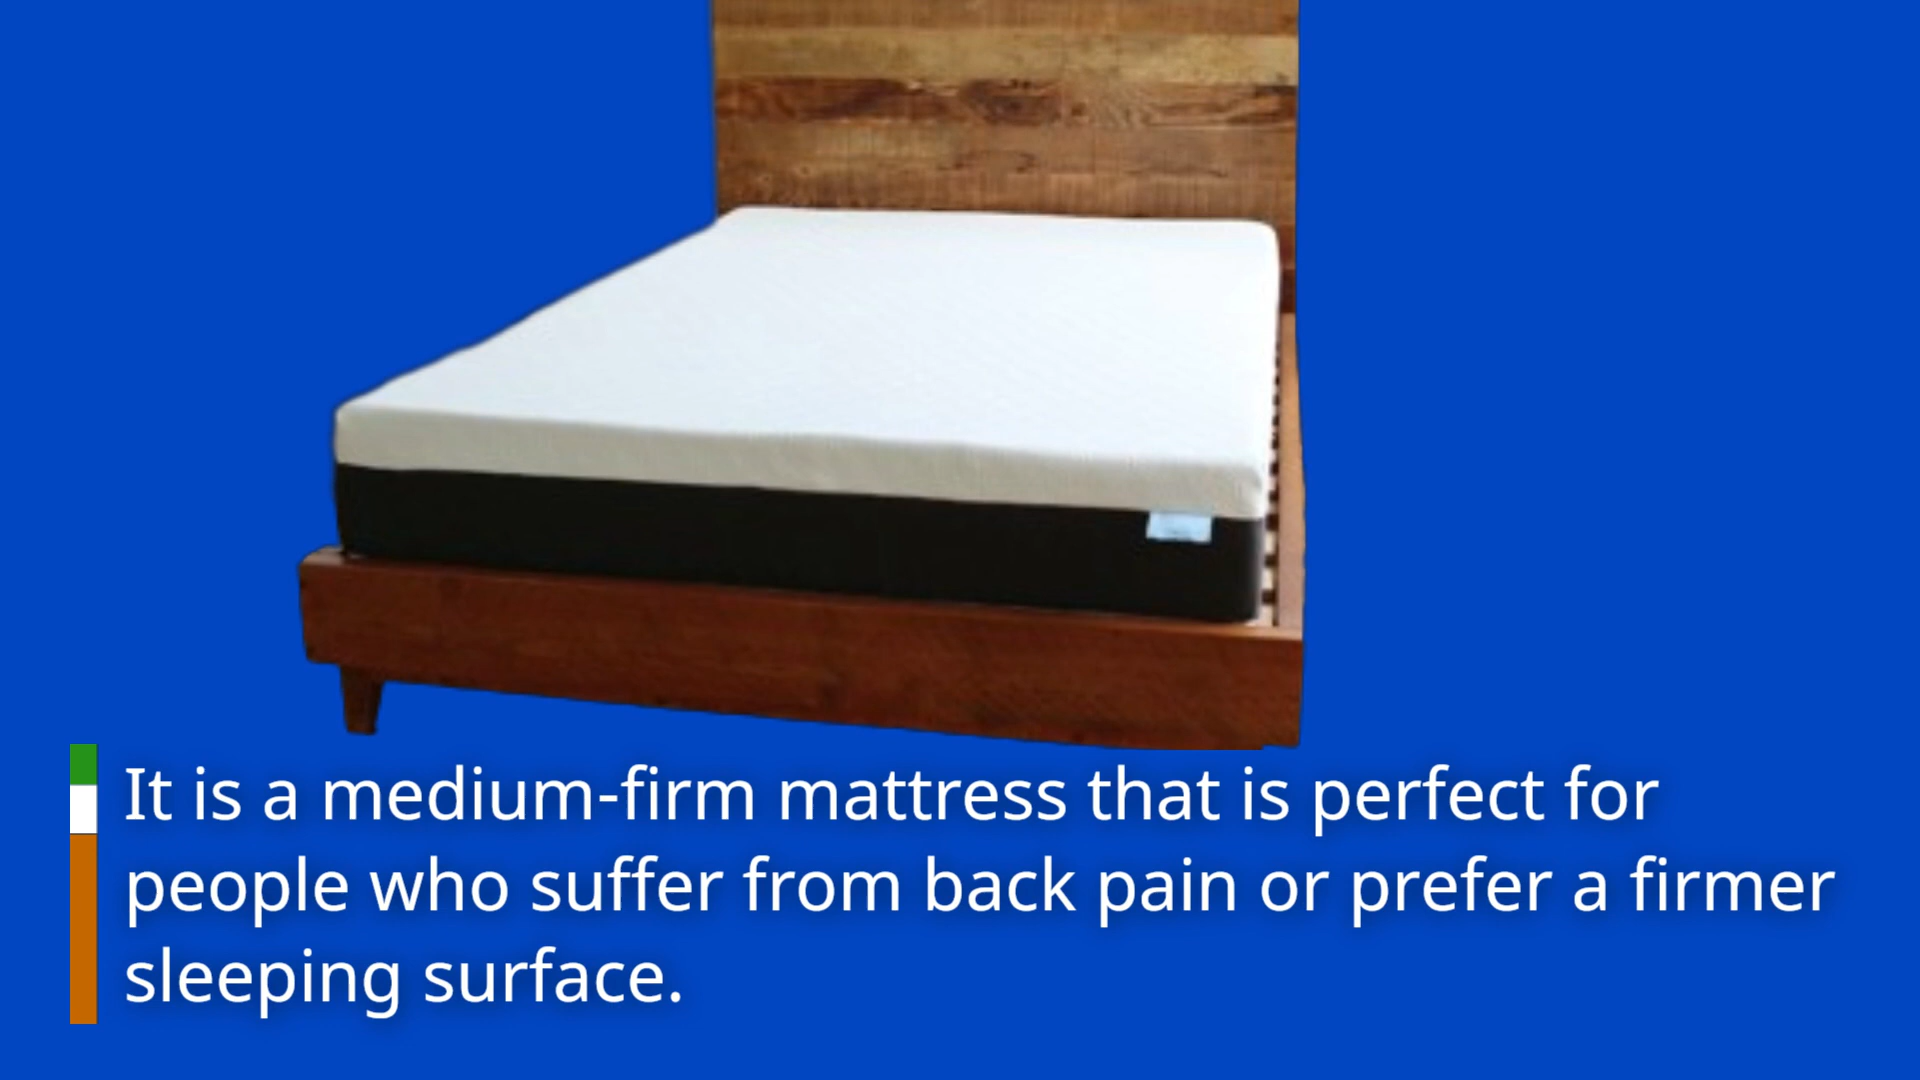 It is a medium-firm mattress that is perfect for
people who suffer from back pain or prefer a firmer
sleeping surface.